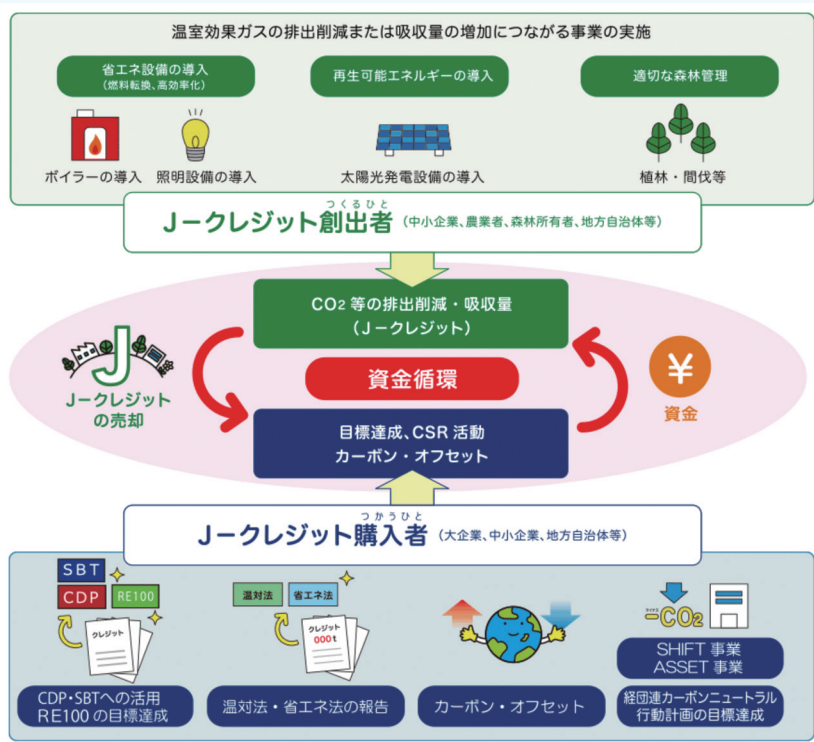 温室効果ガスの排出削減または吸収量の増加につながる事業の実施
省エネ設備の導入
(燃料転換、高効率化)
再生可能エネルギーの導入
適切な森林管理
ボイラーの導入
照明設備の導入
太陽光発電設備の導入
植林・間伐等
つくるひと
Jークレジット創出者(中小企業、農業者、森林所有者、地方自治体等)
CO2 等の排出削減・吸収量
(Jークレジット)
資金循環
J
Jークレジット
の売却
¥
資金
目標達成、CSR 活動
カーボン・オフセット
つかうひと
Jークレジット購入者(大企業、中小企業、地方自治体等)
SBT
CDP
RE100
クレジット
CDP・SBTへの活用
RE100 の目標達成
温対法
省エネ法
クレジット
000t
温対法・省エネ法の報告
カーボン・オフセット
マイナス
-CO2
SHIFT 事業
ASSET 事業
経団連カーボンニュートラル
行動計画の目標達成